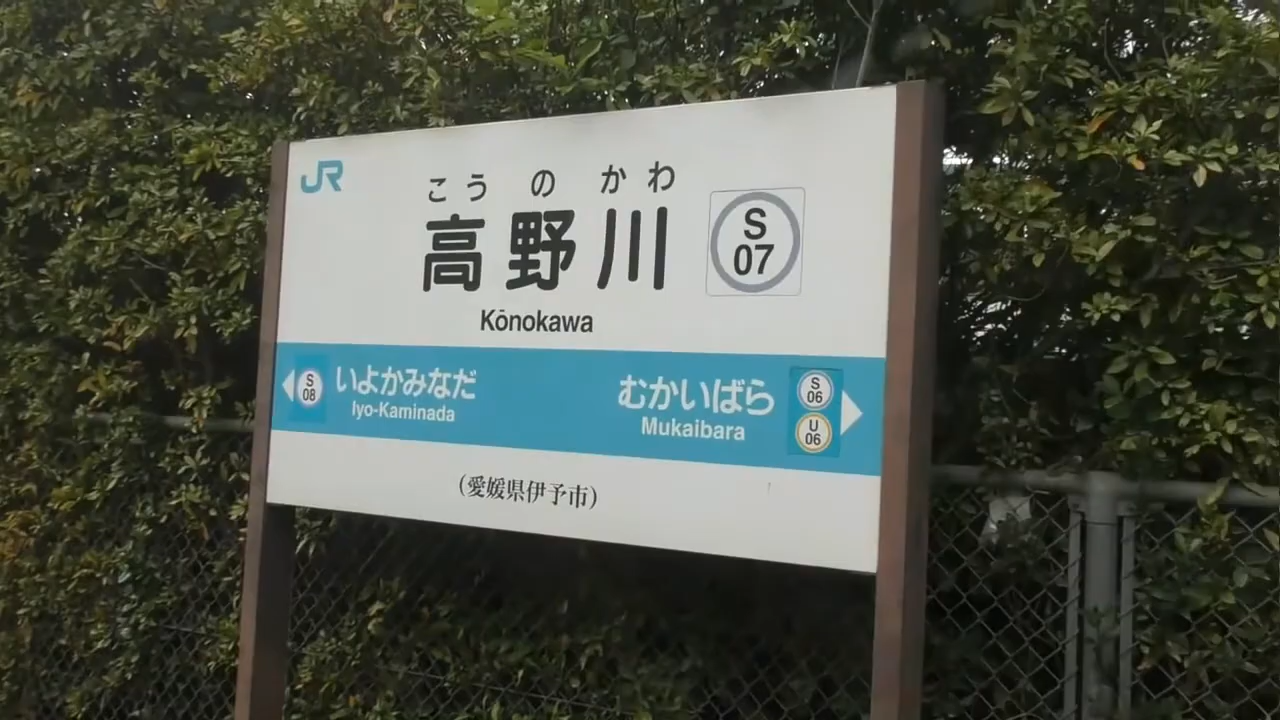 JR
こうのかわ
高野川
S
07
Kōnokawa
S
08
いよかみなだ
Iyo-Kaminada
むかいばら
Mukaibara
S
06
U
06
(愛媛県伊予市)